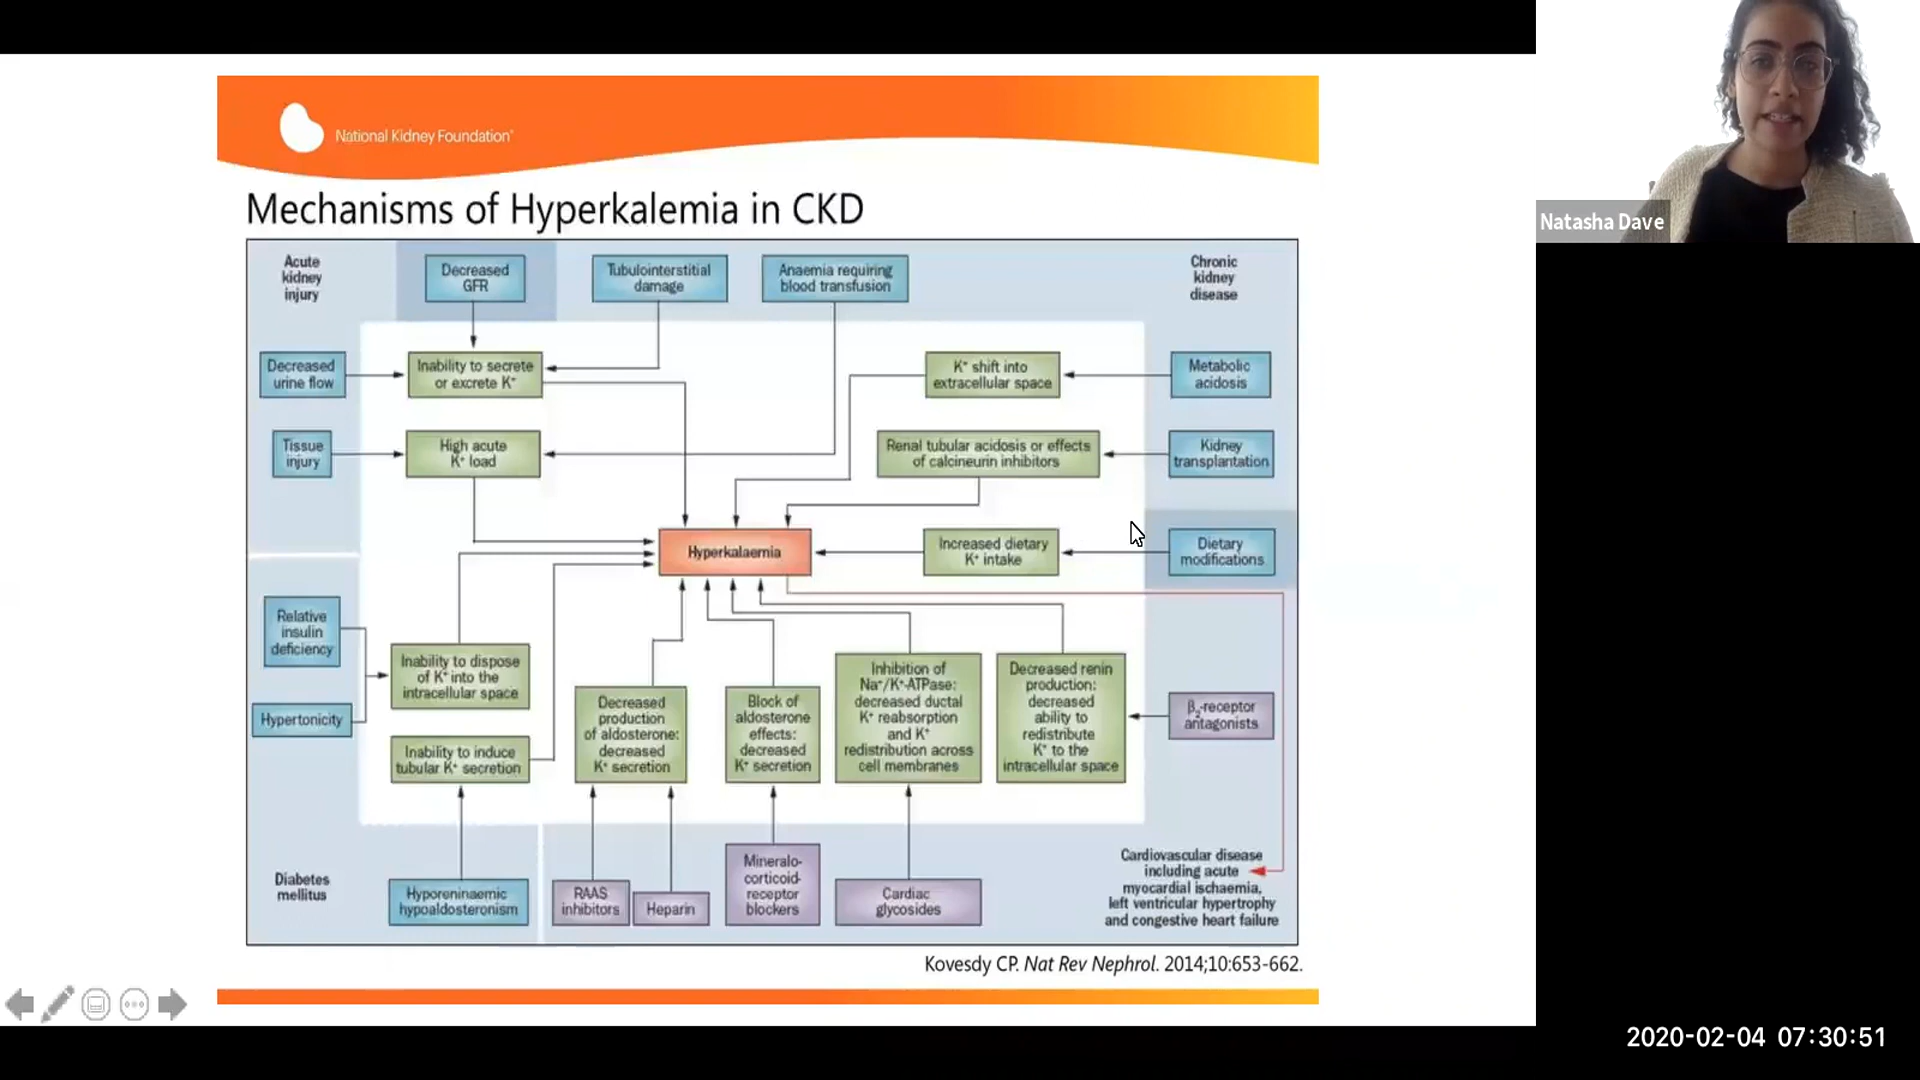 National Kidney Foundation®
Natasha Dave
Mechanisms of Hyperkalemia in CKD
Acute
kidney
injury
Decreased
GFR
Tubulointerstitial
damage
Anaemia requiring
blood transfusion
Chronic
kidney
disease
Decreased
urine flow
Inability to secrete
or excrete K⁺
K⁺ shift into
extracellular space
Metabolic
acidosis
Tissue
injury
High acute
K⁺ load
Renal tubular acidosis or effects
of calcineurin inhibitors
Kidney
transplantation
Hyperkalaemia
Increased dietary
K⁺ intake
Dietary
modifications
Relative
insulin
deficiency
Hypertonicity
Inability to dispose
of K⁺ into the
intracellular space
Inability to induce
tubular K⁺ secretion
Decreased
production
of aldosterone:
decreased
K⁺ secretion
Block of
aldosterone
effects:
decreased
K⁺ secretion
Inhibition of
Na⁺/K⁺-ATPase:
decreased ductal
K⁺ reabsorption
and K⁺
redistribution across
cell membranes
Decreased renin
production:
decreased
ability to
redistribute
K⁺ to the
intracellular space
β₂-receptor
antagonists
Diabetes
mellitus
Hyporeninaemic
hypoaldosteronism
RAAS
inhibitors
Heparin
Mineralo-
corticoid-
receptor
blockers
Cardiac
glycosides
Cardiovascular disease
including acute
myocardial ischaemia,
left ventricular hypertrophy
and congestive heart failure
Kovesdy CP. Nat Rev Nephrol. 2014;10:653-662.
2020-02-04 07:30:51